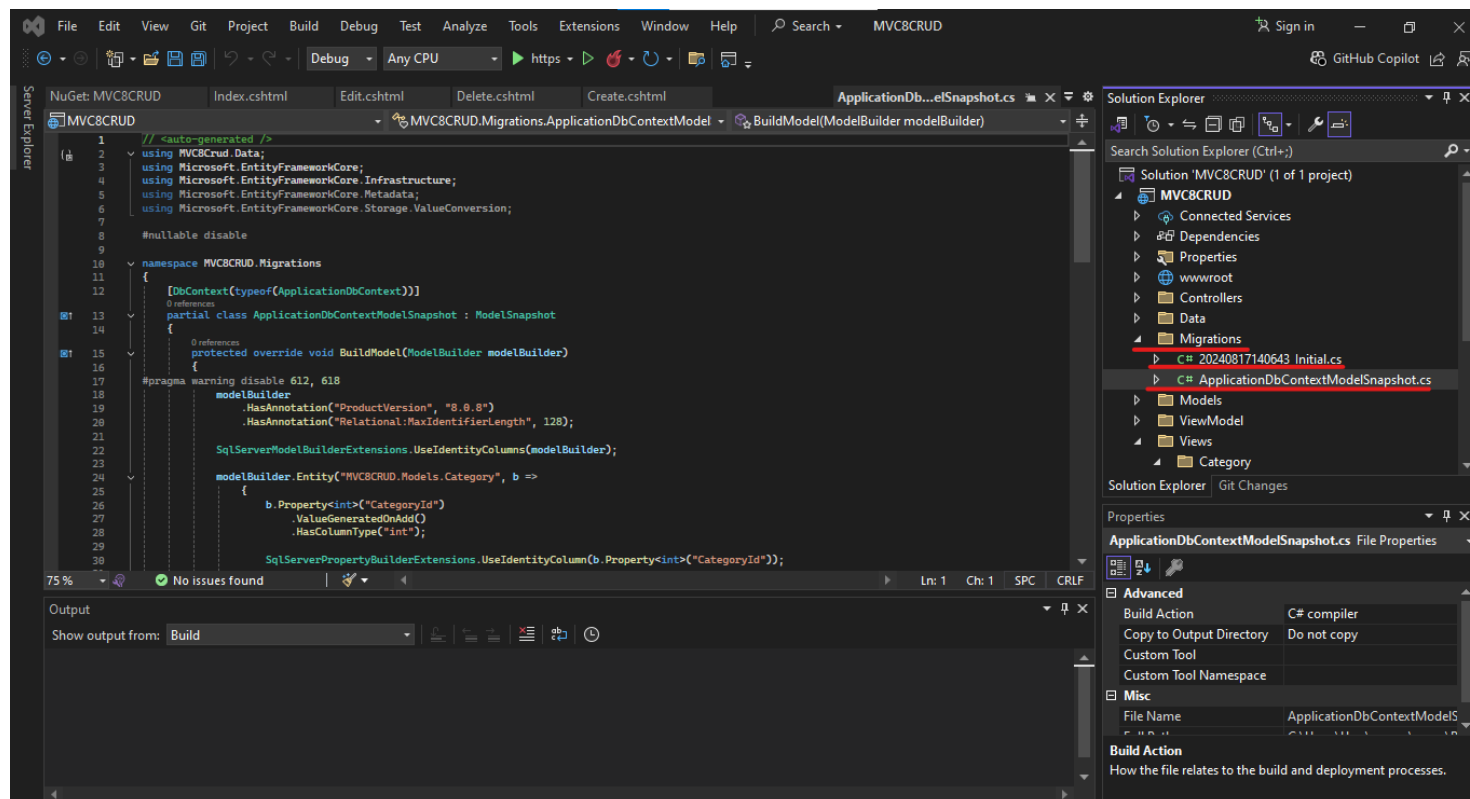 File Edit View Git Project Build Debug Test Analyze Tools Extensions Window Help Search MVC8CRUD Sign in
Debug Any CPU https GitHub Copilot
Server Explorer
NuGet: MVC8CRUD Index.cshtml Edit.cshtml Delete.cshtml Create.cshtml ApplicationDb...elSnapshot.cs
MVC8CRUD MVC8CRUD.Migrations.ApplicationDbContextModel BuildModel(ModelBuilder modelBuilder)
1 // <auto-generated />
2 using MVC8Crud.Data;
3 using Microsoft.EntityFrameworkCore;
4 using Microsoft.EntityFrameworkCore.Infrastructure;
5 using Microsoft.EntityFrameworkCore.Metadata;
6 using Microsoft.EntityFrameworkCore.Storage.ValueConversion;
7
8 #nullable disable
9
10 namespace MVC8CRUD.Migrations
11 {
12 [DbContext(typeof(ApplicationDbContext))]
0 references
13 partial class ApplicationDbContextModelSnapshot : ModelSnapshot
14 {
0 references
15 protected override void BuildModel(ModelBuilder modelBuilder)
16 {
17 #pragma warning disable 612, 618
18 modelBuilder
19 .HasAnnotation("ProductVersion", "8.0.8")
20 .HasAnnotation("Relational:MaxIdentifierLength", 128);
21
22 SqlServerModelBuilderExtensions.UseIdentityColumns(modelBuilder);
23
24 modelBuilder.Entity("MVC8CRUD.Models.Category", b =>
25 {
26 b.Property<int>("CategoryId")
27 .ValueGeneratedOnAdd()
28 .HasColumnType("int");
29
30 SqlServerPropertyBuilderExtensions.UseIdentityColumn(b.Property<int>("CategoryId"));
75 % No issues found Ln: 1 Ch: 1 SPC CRLF
Output
Show output from: Build
Solution Explorer
Search Solution Explorer (Ctrl+;)
Solution 'MVC8CRUD' (1 of 1 project)
MVC8CRUD
Connected Services
Dependencies
Properties
wwwroot
Controllers
Data
Migrations
C# 20240817140643_Initial.cs
C# ApplicationDbContextModelSnapshot.cs
Models
ViewModel
Views
Category
Solution Explorer Git Changes
Properties
ApplicationDbContextModelSnapshot.cs File Properties
Advanced
Build Action C# compiler
Copy to Output Directory Do not copy
Custom Tool
Custom Tool Namespace
Misc
File Name ApplicationDbContextModelS
Build Action
How the file relates to the build and deployment processes.